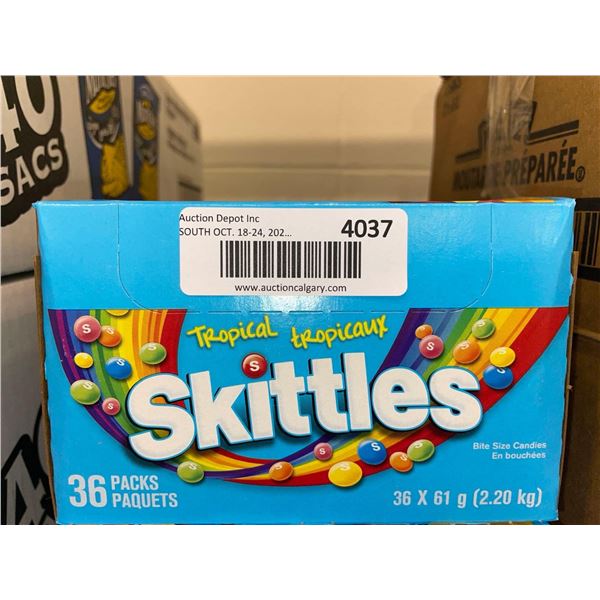 40
SACS
MOUTARDE PRÉPARÉE®
Auction Depot Inc
SOUTH OCT. 18-24, 202...
4037
www.auctioncalgary.com
Tropical tropicaux
Skittles
Bite Size Candies
En bouchées
36 PACKS
PAQUETS
36 X 61 g (2.20 kg)